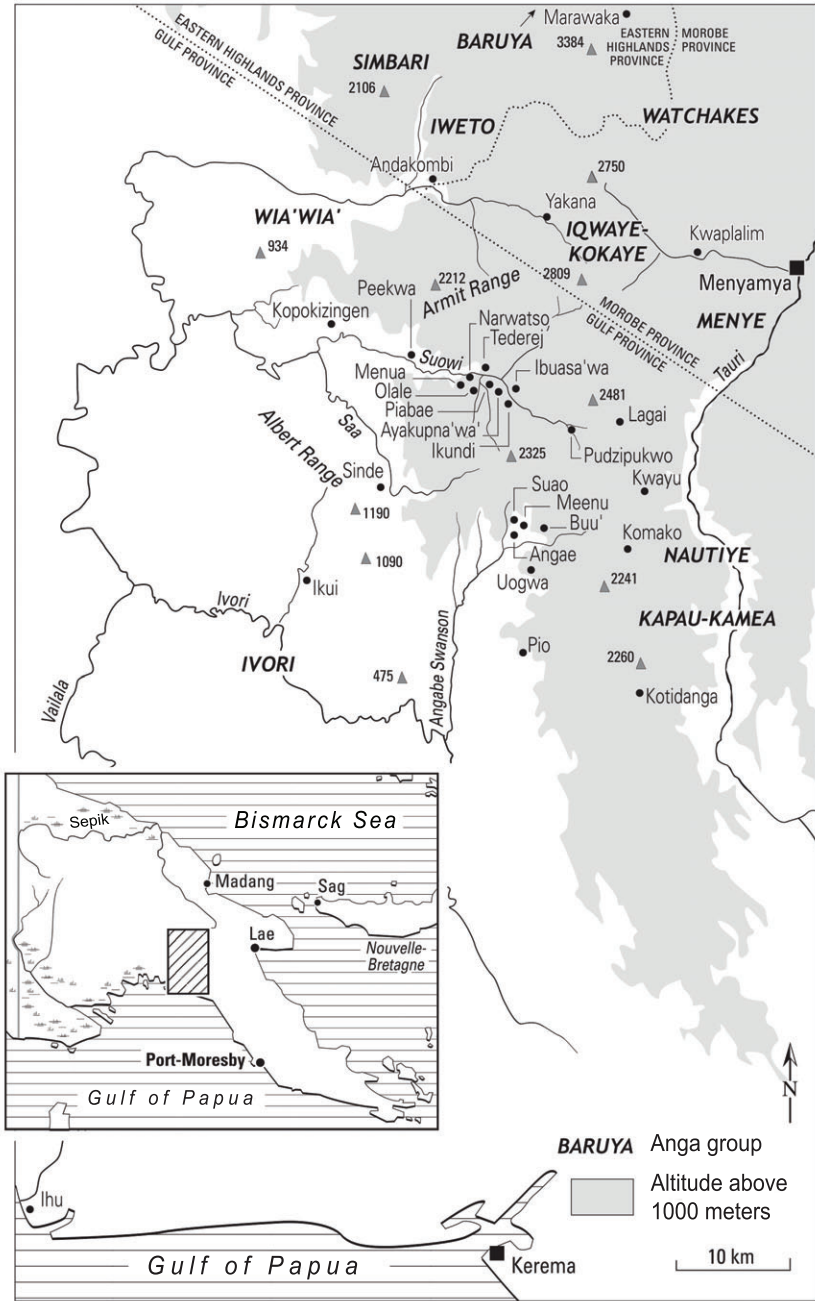 Marawaka
EASTERN HIGHLANDS PROVINCE
GULF PROVINCE
BARUYA
3384
EASTERN
HIGHLANDS
PROVINCE
MOROBE
PROVINCE
SIMBARI
2106
IWETO
WATCHAKES
Andakombi
2750
WIA'WIA'
Yakana
IQWAYE-
KOKAYE
Kwaplalim
934
2212
2809
Menyamya
Armit Range
Peekwa
Kopokizingen
MOROBE PROVINCE
GULF PROVINCE
MENYE
Narwatso
Tederej
Suowi
Tauri
Menua
Ibuasa'wa
Olale
2481
Piabae
Lagai
Ayakupna'wa'
Saa
Albert Range
Ikundi
2325
Pudzipukwo
Sinde
Suao
Kwayu
1190
Meenu
Buu'
Komako
1090
Angae
NAUTIYE
Ikui
Uogwa
2241
Ivori
KAPAU-KAMEA
IVORI
Pio
2260
475
Angabe Swanson
Kotidanga
Vailala
Sepik
Bismarck Sea
Madang
Sag
Lae
Nouvelle-
Bretagne
Port-Moresby
Gulf of Papua
N
BARUYA Anga group
Altitude above
1000 meters
Ihu
Gulf of Papua
Kerema
10 km